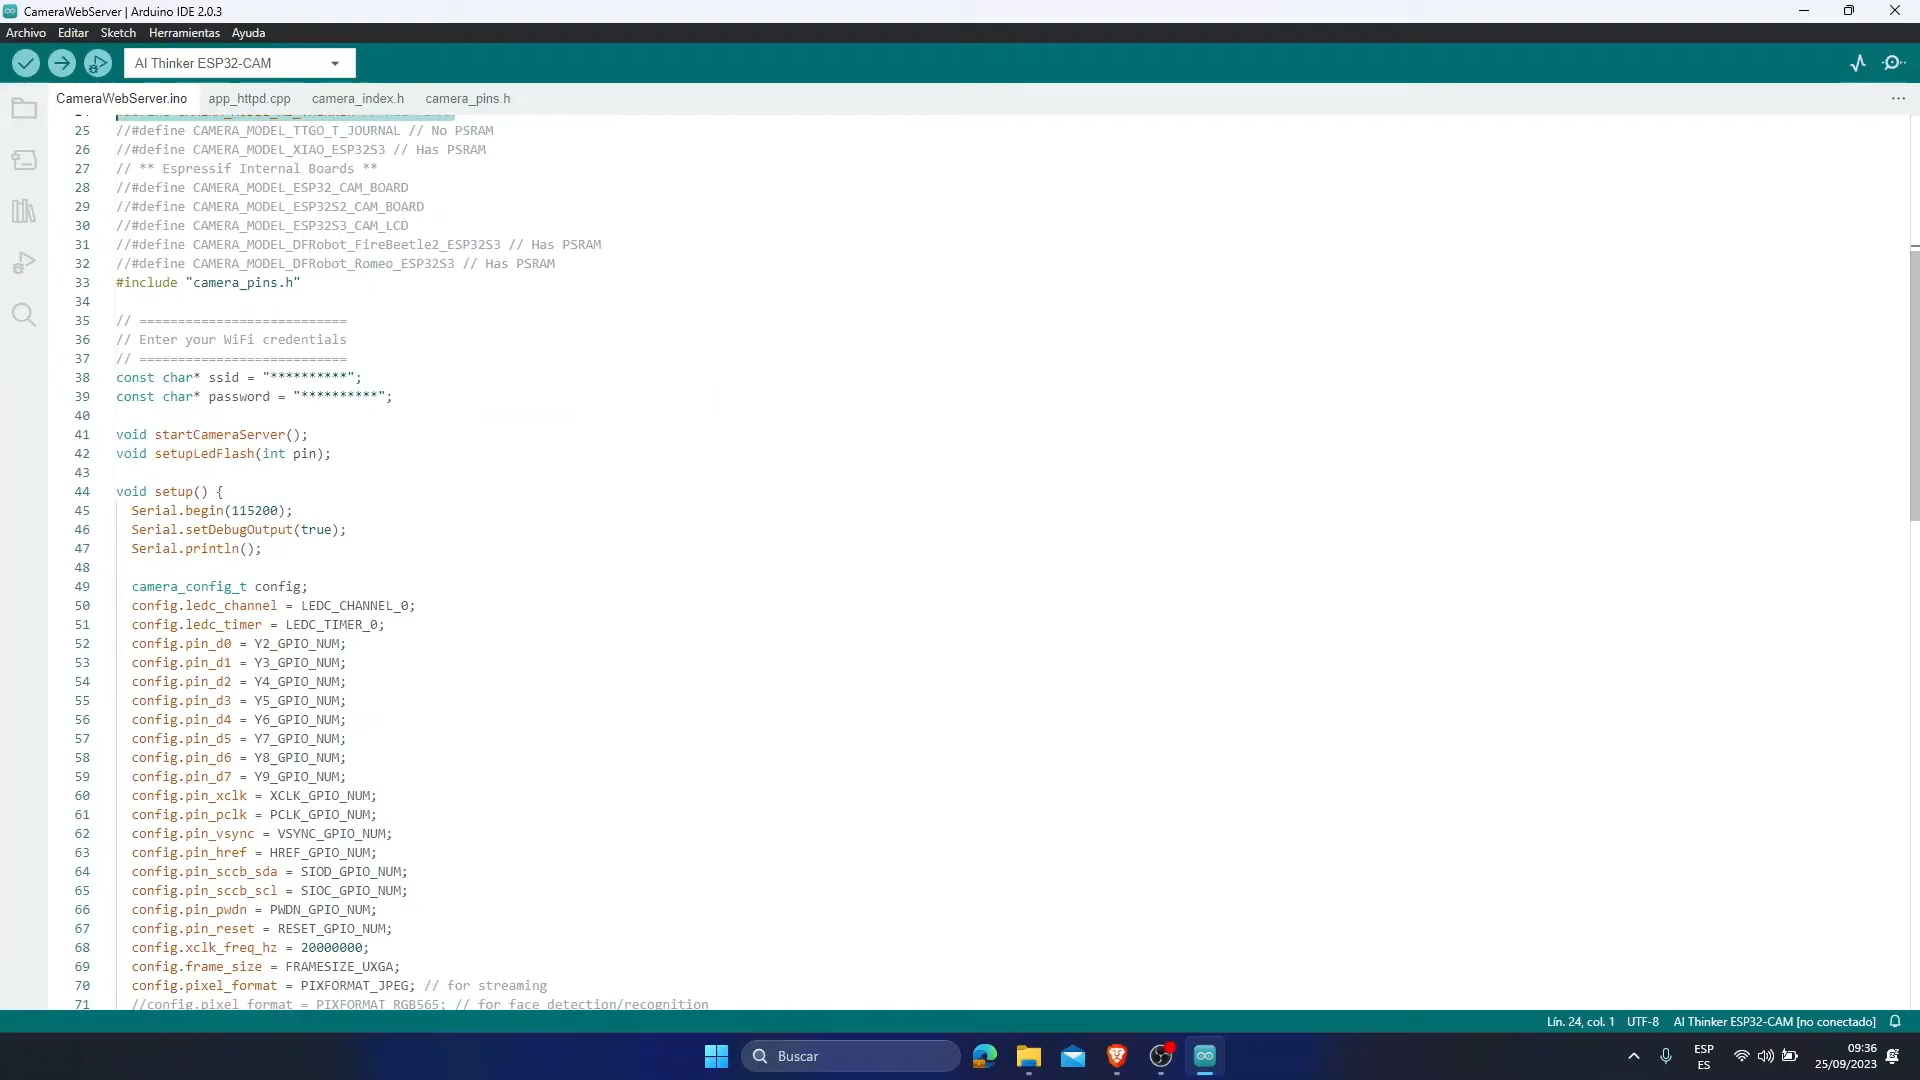 CameraWebServer | Arduino IDE 2.0.3
Archivo Editar Sketch Herramientas Ayuda
AI Thinker ESP32-CAM
CameraWebServer.ino app_httpd.cpp camera_index.h camera_pins.h
25 //#define CAMERA_MODEL_TTGO_T_JOURNAL // No PSRAM
26 //#define CAMERA_MODEL_XIAO_ESP32S3 // Has PSRAM
27 // ** Espressif Internal Boards **
28 //#define CAMERA_MODEL_ESP32_CAM_BOARD
29 //#define CAMERA_MODEL_ESP32S2_CAM_BOARD
30 //#define CAMERA_MODEL_ESP32S3_CAM_LCD
31 //#define CAMERA_MODEL_DFRobot_FireBeetle2_ESP32S3 // Has PSRAM
32 //#define CAMERA_MODEL_DFRobot_Romeo_ESP32S3 // Has PSRAM
33 #include "camera_pins.h"
34
35 // ===========================
36 // Enter your WiFi credentials
37 // ===========================
38 const char* ssid = "**********";
39 const char* password = "**********";
40
41 void startCameraServer();
42 void setupLedFlash(int pin);
43
44 void setup() {
45 Serial.begin(115200);
46 Serial.setDebugOutput(true);
47 Serial.println();
48
49 camera_config_t config;
50 config.ledc_channel = LEDC_CHANNEL_0;
51 config.ledc_timer = LEDC_TIMER_0;
52 config.pin_d0 = Y2_GPIO_NUM;
53 config.pin_d1 = Y3_GPIO_NUM;
54 config.pin_d2 = Y4_GPIO_NUM;
55 config.pin_d3 = Y5_GPIO_NUM;
56 config.pin_d4 = Y6_GPIO_NUM;
57 config.pin_d5 = Y7_GPIO_NUM;
58 config.pin_d6 = Y8_GPIO_NUM;
59 config.pin_d7 = Y9_GPIO_NUM;
60 config.pin_xclk = XCLK_GPIO_NUM;
61 config.pin_pclk = PCLK_GPIO_NUM;
62 config.pin_vsync = VSYNC_GPIO_NUM;
63 config.pin_href = HREF_GPIO_NUM;
64 config.pin_sccb_sda = SIOD_GPIO_NUM;
65 config.pin_sccb_scl = SIOC_GPIO_NUM;
66 config.pin_pwdn = PWDN_GPIO_NUM;
67 config.pin_reset = RESET_GPIO_NUM;
68 config.xclk_freq_hz = 20000000;
69 config.frame_size = FRAMESIZE_UXGA;
70 config.pixel_format = PIXFORMAT_JPEG; // for streaming
71 //config.pixel_format = PIXFORMAT_RGB565; // for face detection/recognition
Lín. 24, col. 1 UTF-8 AI Thinker ESP32-CAM [no conectado]
Buscar
ESP
ES
09:36
25/09/2023